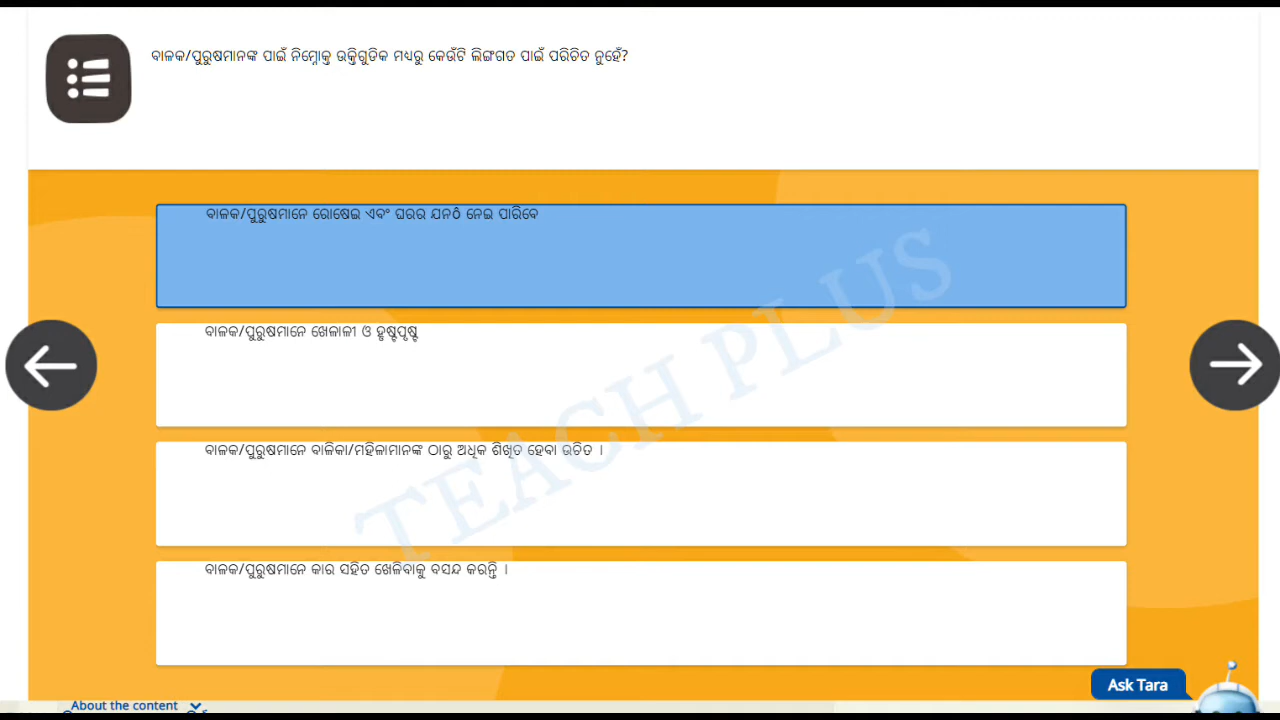 ବାଳକ/ପୁରୁଷମାନଙ୍କ ପାଇଁ ନିମ୍ନୋକ୍ତ ଉକ୍ତିଗୁଡିକ ମଧ୍ୟରୁ କେଉଁଟି ଲିଙ୍ଗଗତ ପାଇଁ ପରିଚିତ ନୁହେଁ?
ବାଳକ/ପୁରୁଷମାନେ ରୋଷେଇ ଏବଂ ଘରର ଯନô ନେଇ ପାରିବେ
ବାଳକ/ପୁରୁଷମାନେ ଖେଳାଳୀ ଓ ହୃଷ୍ଟପୃଷ୍ଟ
ବାଳକ/ପୁରୁଷମାନେ ବାଳିକା/ମହିଳାମାନଙ୍କ ଠାରୁ ଅଧିକ ଶିଖିତ ହେବା ଉଚିତ ।
ବାଳକ/ପୁରୁଷମାନେ କାର ସହିତ ଖେଳିବାକୁ ବସନ୍ଦ କରନ୍ତି ।
TEACH PLUS
Ask Tara
About the content